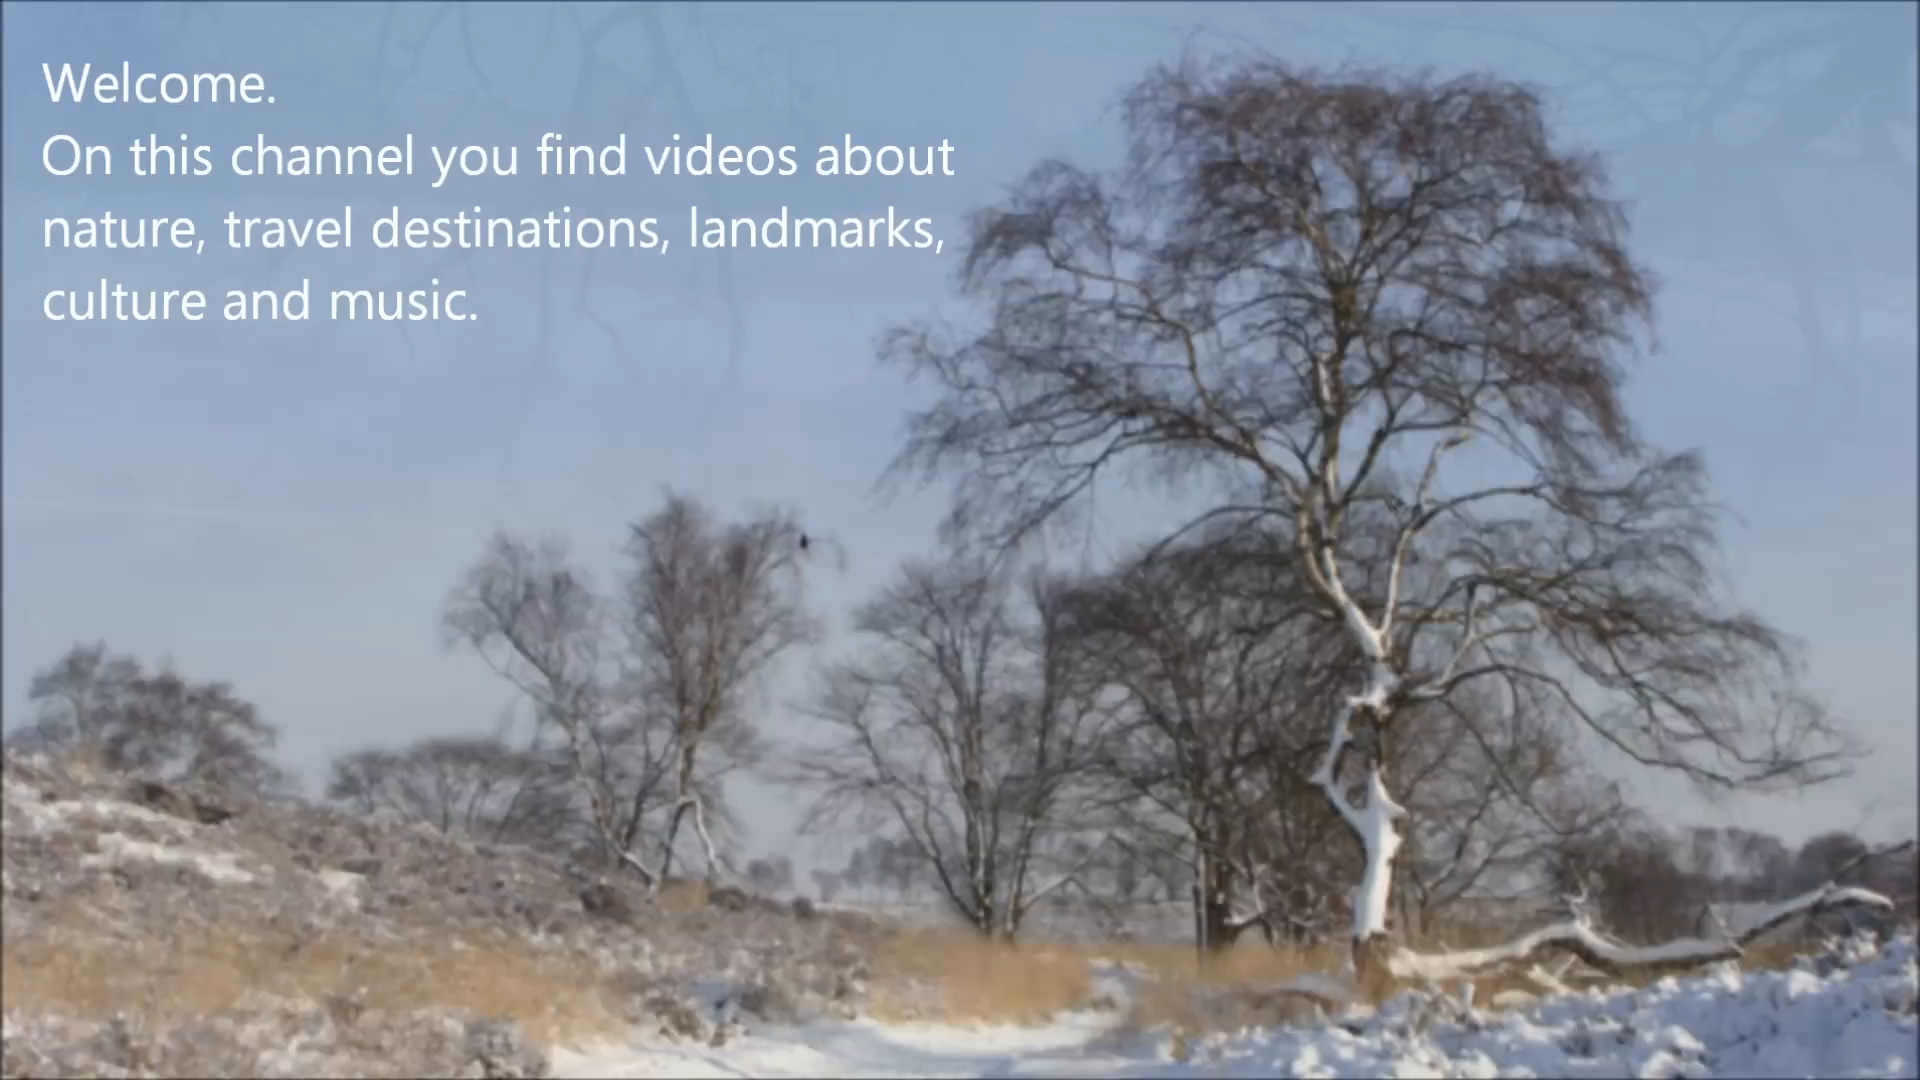 Welcome.
On this channel you find videos about
nature, travel destinations, landmarks,
culture and music.